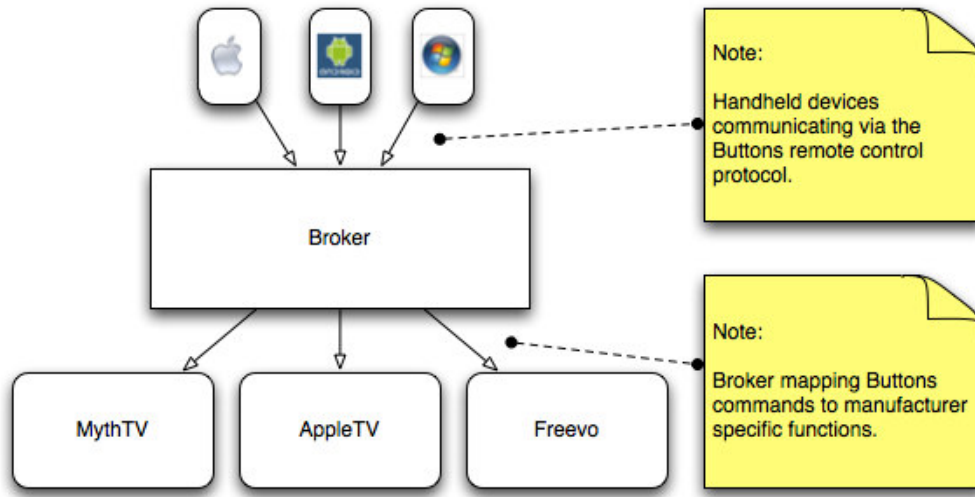 ANDROID
Note:
Handheld devices
communicating via the
Buttons remote control
protocol.
Broker
Note:
Broker mapping Buttons
commands to manufacturer
specific functions.
MythTV
AppleTV
Freevo